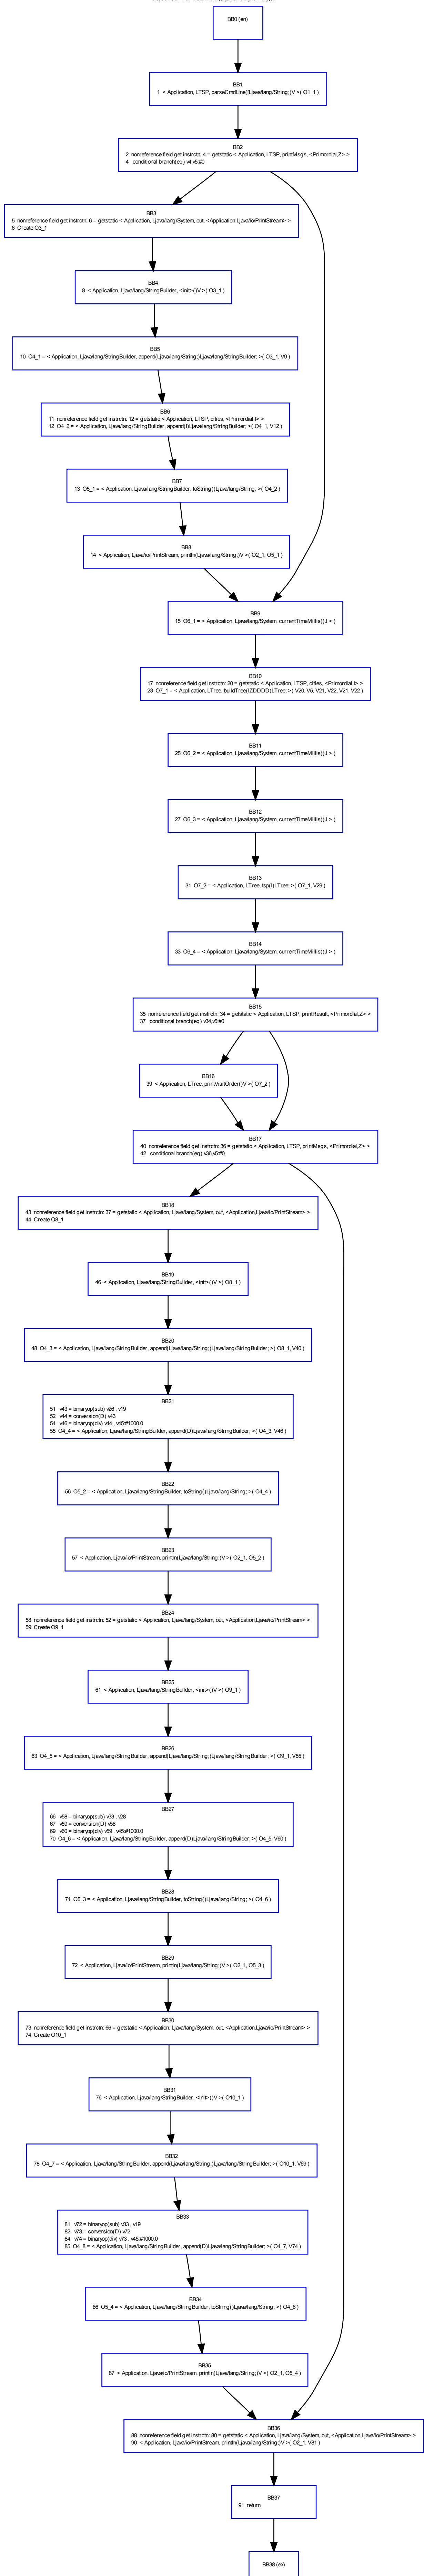 BB0 (en)
BB1
1 < Application, LTSP, parseCmdLine([Ljava/lang/String;)V >( O1_1 )
BB2
2 nonreference field get instrctn: 4 = getstatic < Application, LTSP, printMsgs, <Primordial,Z> >
4 conditional branch(eq) v4,v5:#0
BB3
5 nonreference field get instrctn: 6 = getstatic < Application, Ljava/lang/System, out, <Application,Ljava/io/PrintStream> >
6 Create O3_1
BB4
8 < Application, Ljava/lang/StringBuilder, <init>()V >( O3_1 )
BB5
10 O4_1 = < Application, Ljava/lang/StringBuilder, append(Ljava/lang/String;)Ljava/lang/StringBuilder; >( O3_1, V9 )
BB6
11 nonreference field get instrctn: 12 = getstatic < Application, LTSP, cities, <Primordial,I> >
12 O4_2 = < Application, Ljava/lang/StringBuilder, append(I)Ljava/lang/StringBuilder; >( O4_1, V12 )
BB7
13 O5_1 = < Application, Ljava/lang/StringBuilder, toString()Ljava/lang/String; >( O4_2 )
BB8
14 < Application, Ljava/io/PrintStream, println(Ljava/lang/String;)V >( O2_1, O5_1 )
BB9
15 O6_1 = < Application, Ljava/lang/System, currentTimeMillis()J > )
BB10
17 nonreference field get instrctn: 20 = getstatic < Application, LTSP, cities, <Primordial,I> >
23 O7_1 = < Application, LTree, buildTree(IZDDDD)LTree; >( V20, V5, V21, V22, V21, V22 )
BB11
25 O6_2 = < Application, Ljava/lang/System, currentTimeMillis()J > )
BB12
27 O6_3 = < Application, Ljava/lang/System, currentTimeMillis()J > )
BB13
31 O7_2 = < Application, LTree, tsp(I)LTree; >( O7_1, V29 )
BB14
33 O6_4 = < Application, Ljava/lang/System, currentTimeMillis()J > )
BB15
35 nonreference field get instrctn: 34 = getstatic < Application, LTSP, printResult, <Primordial,Z> >
37 conditional branch(eq) v34,v5:#0
BB16
39 < Application, LTree, printVisitOrder()V >( O7_2 )
BB17
40 nonreference field get instrctn: 36 = getstatic < Application, LTSP, printMsgs, <Primordial,Z> >
42 conditional branch(eq) v36,v5:#0
BB18
43 nonreference field get instrctn: 37 = getstatic < Application, Ljava/lang/System, out, <Application,Ljava/io/PrintStream> >
44 Create O8_1
BB19
46 < Application, Ljava/lang/StringBuilder, <init>()V >( O8_1 )
BB20
48 O4_3 = < Application, Ljava/lang/StringBuilder, append(Ljava/lang/String;)Ljava/lang/StringBuilder; >( O8_1, V40 )
BB21
51 v43 = binaryop(sub) v26 , v19
52 v44 = conversion(D) v43
54 v46 = binaryop(div) v44 , v45:#1000.0
55 O4_4 = < Application, Ljava/lang/StringBuilder, append(D)Ljava/lang/StringBuilder; >( O4_3, V46 )
BB22
56 O5_2 = < Application, Ljava/lang/StringBuilder, toString()Ljava/lang/String; >( O4_4 )
BB23
57 < Application, Ljava/io/PrintStream, println(Ljava/lang/String;)V >( O2_1, O5_2 )
BB24
58 nonreference field get instrctn: 52 = getstatic < Application, Ljava/lang/System, out, <Application,Ljava/io/PrintStream> >
59 Create O9_1
BB25
61 < Application, Ljava/lang/StringBuilder, <init>()V >( O9_1 )
BB26
63 O4_5 = < Application, Ljava/lang/StringBuilder, append(Ljava/lang/String;)Ljava/lang/StringBuilder; >( O9_1, V55 )
BB27
66 v58 = binaryop(sub) v33 , v28
67 v59 = conversion(D) v58
69 v60 = binaryop(div) v59 , v45:#1000.0
70 O4_6 = < Application, Ljava/lang/StringBuilder, append(D)Ljava/lang/StringBuilder; >( O4_5, V60 )
BB28
71 O5_3 = < Application, Ljava/lang/StringBuilder, toString()Ljava/lang/String; >( O4_6 )
BB29
72 < Application, Ljava/io/PrintStream, println(Ljava/lang/String;)V >( O2_1, O5_3 )
BB30
73 nonreference field get instrctn: 66 = getstatic < Application, Ljava/lang/System, out, <Application,Ljava/io/PrintStream> >
74 Create O10_1
BB31
76 < Application, Ljava/lang/StringBuilder, <init>()V >( O10_1 )
BB32
78 O4_7 = < Application, Ljava/lang/StringBuilder, append(Ljava/lang/String;)Ljava/lang/StringBuilder; >( O10_1, V69 )
BB33
81 v72 = binaryop(sub) v33 , v19
82 v73 = conversion(D) v72
84 v74 = binaryop(div) v73 , v45:#1000.0
85 O4_8 = < Application, Ljava/lang/StringBuilder, append(D)Ljava/lang/StringBuilder; >( O4_7, V74 )
BB34
86 O5_4 = < Application, Ljava/lang/StringBuilder, toString()Ljava/lang/String; >( O4_8 )
BB35
87 < Application, Ljava/io/PrintStream, println(Ljava/lang/String;)V >( O2_1, O5_4 )
BB36
88 nonreference field get instrctn: 80 = getstatic < Application, Ljava/lang/System, out, <Application,Ljava/io/PrintStream> >
90 < Application, Ljava/io/PrintStream, println(Ljava/lang/String;)V >( O2_1, V81 )
BB37
91 return
BB38 (ex)